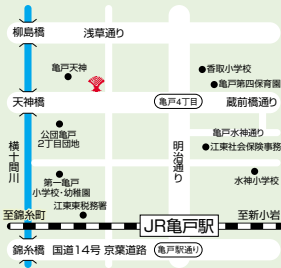 柳島橋
浅草通り
亀戸天神
香取小学校
亀戸第四保育園
天神橋
亀戸4丁目
蔵前橋通り
公団亀戸
2丁目団地
亀戸水神通り
江東社会保険事務
横十間川
明治通り
第一亀戸
小学校・幼稚園
水神小学校
至錦糸町
江東東税務署
JR亀戸駅
至新小岩
錦糸橋
国道14号 京葉道路
亀戸駅通り